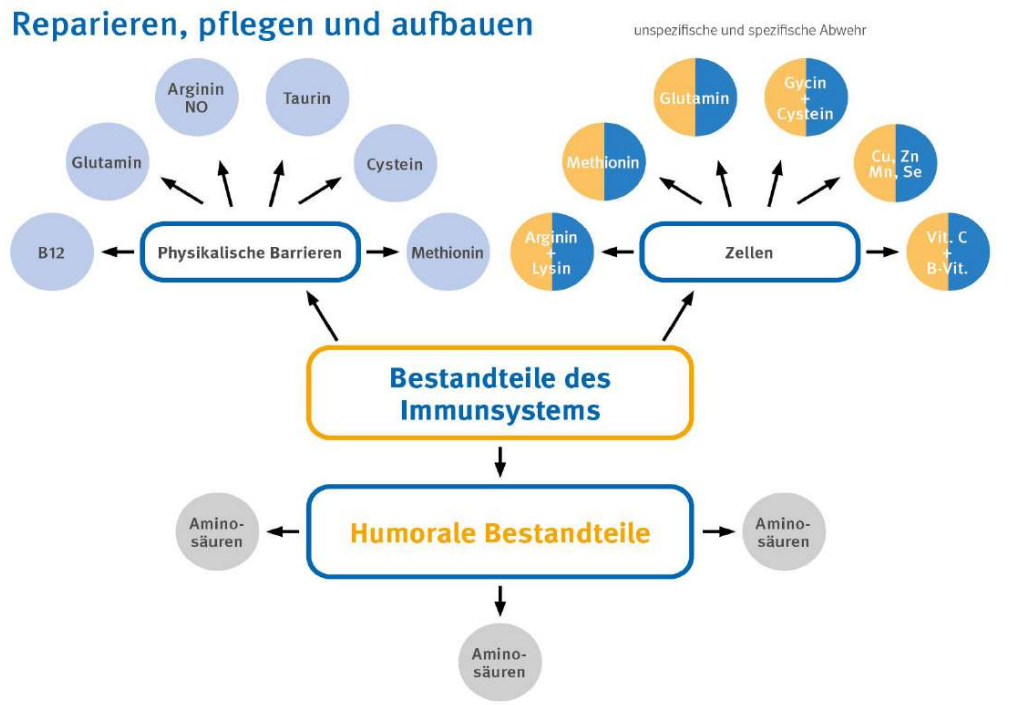 Reparieren, pflegen und aufbauen
unspezifische und spezifische Abwehr
Arginin
NO
Taurin
Glutamin
Cystein
B12
Physikalische Barrieren
Methionin
Glutamin
Gycin
+
Cystein
Methionin
Cu, Zn
Mn, Se
Arginin
+
Lysin
Zellen
Vit. C
+
B-Vit.
Bestandteile des
Immunsystems
Amino-
säuren
Humorale Bestandteile
Amino-
säuren
Amino-
säuren